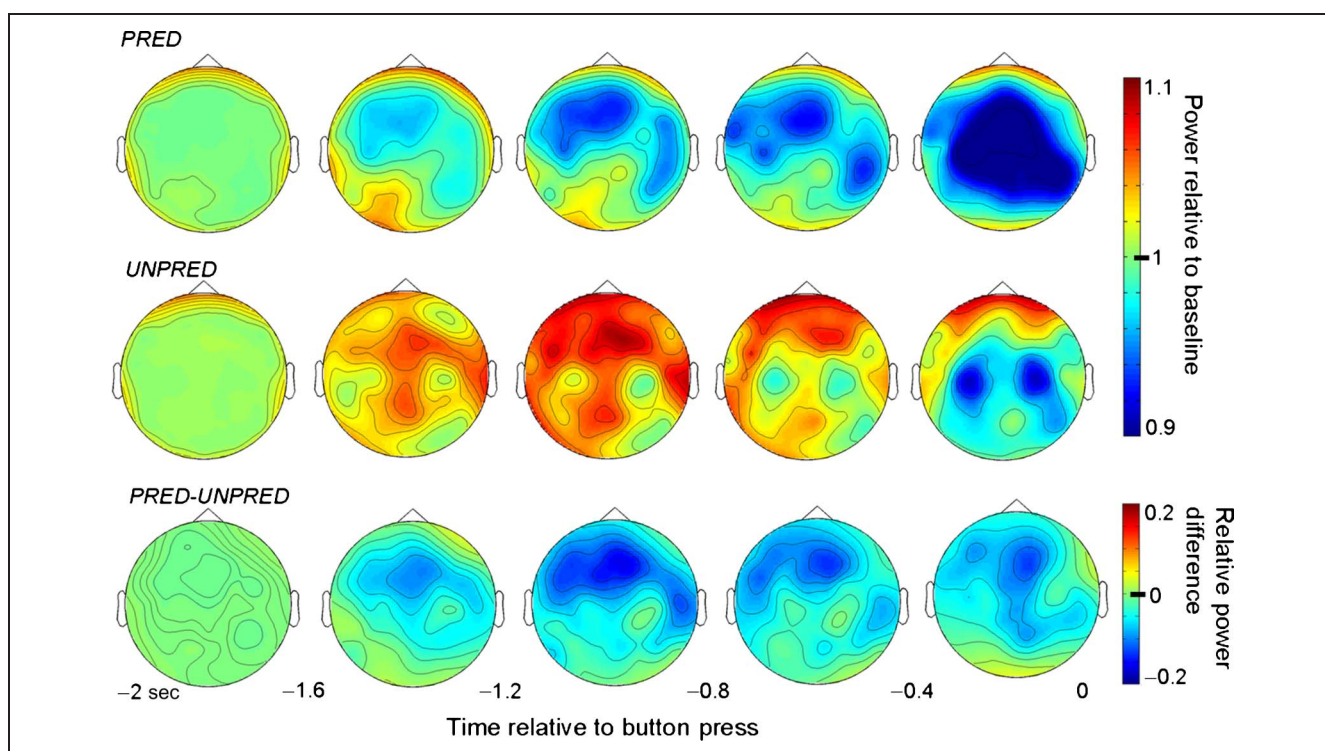 PRED
1.1
1
0.9
Power relative to baseline
UNPRED
PRED-UNPRED
0.2
0
−0.2
Relative power
difference
−2 sec −1.6 −1.2 −0.8 −0.4 0
Time relative to button press